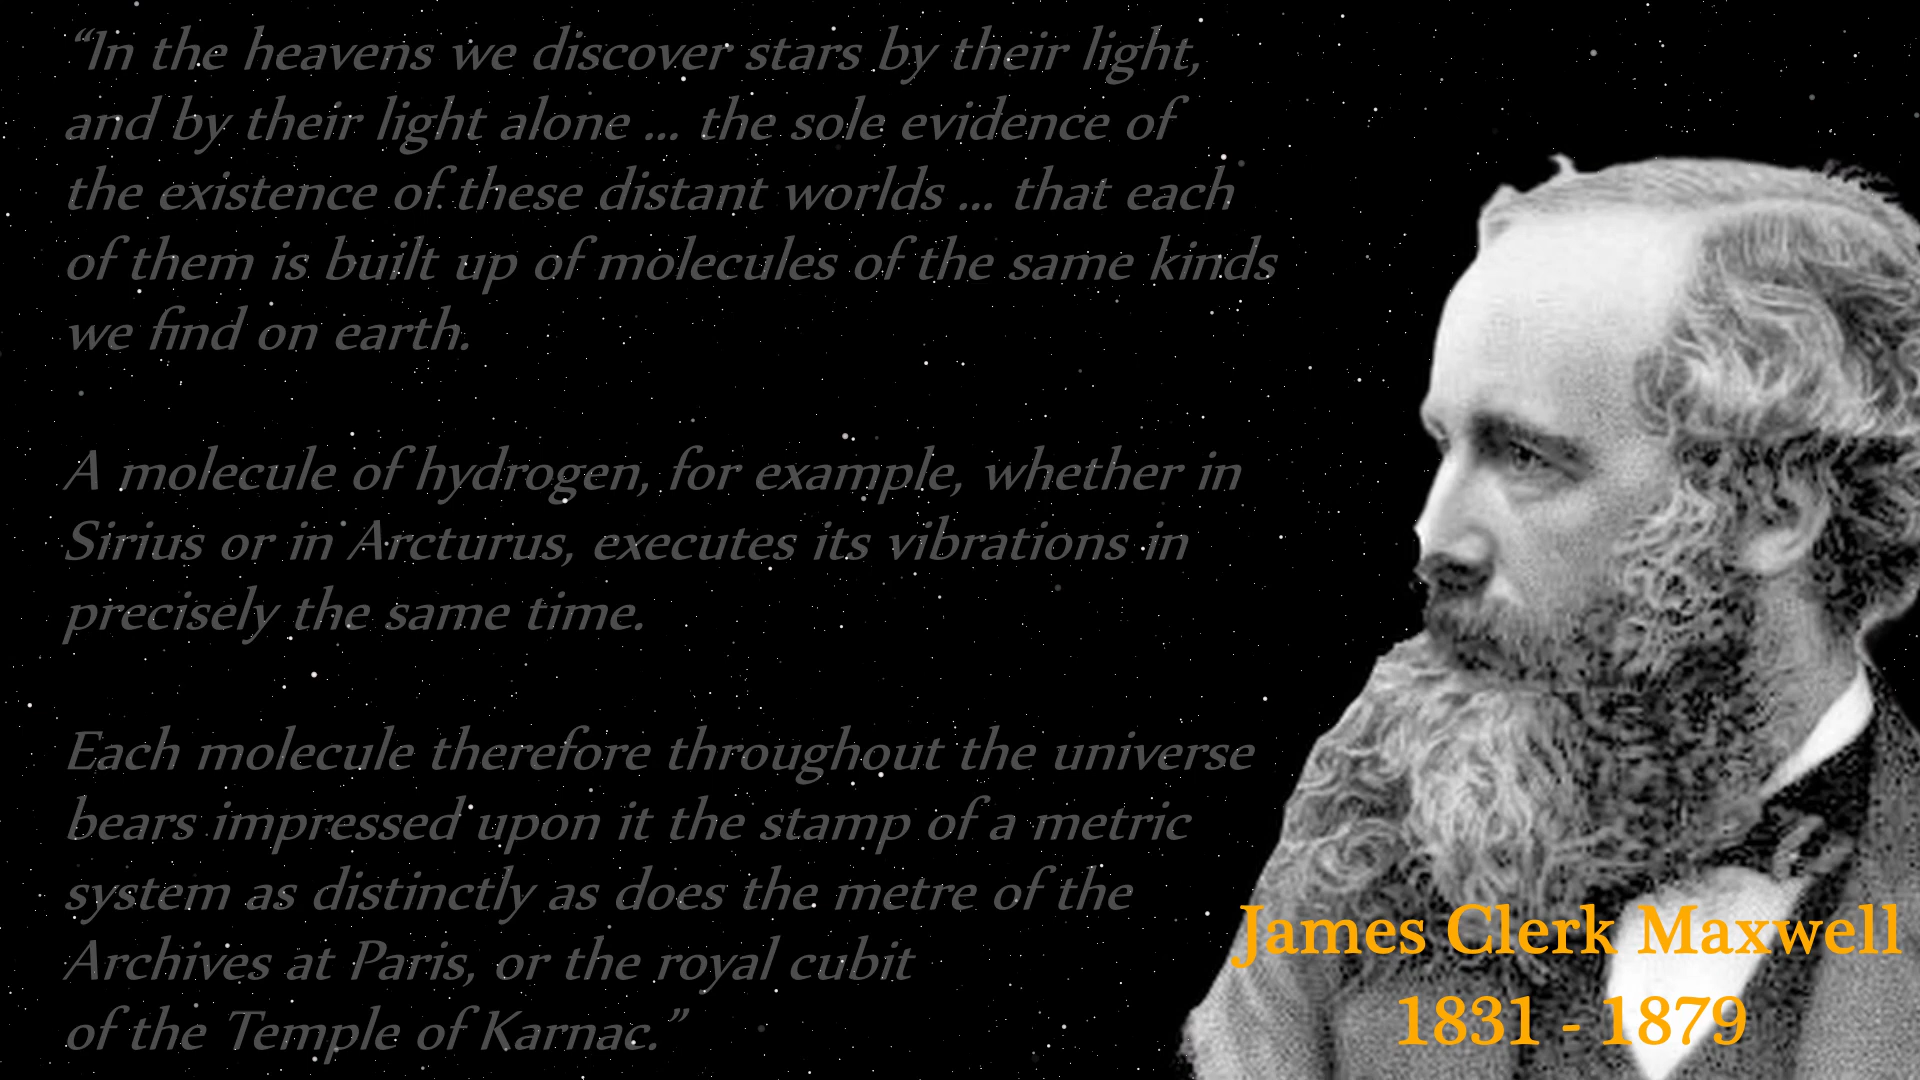 “In the heavens we discover stars by their light,
and by their light alone ... the sole evidence of
the existence of these distant worlds ... that each
of them is built up of molecules of the same kinds
we find on earth.
A molecule of hydrogen, for example, whether in
Sirius or in Arcturus, executes its vibrations in
precisely the same time.
Each molecule therefore throughout the universe
bears impressed upon it the stamp of a metric
system as distinctly as does the metre of the
Archives at Paris, or the royal cubit
of the Temple of Karnac.”
James Clerk Maxwell
1831 - 1879